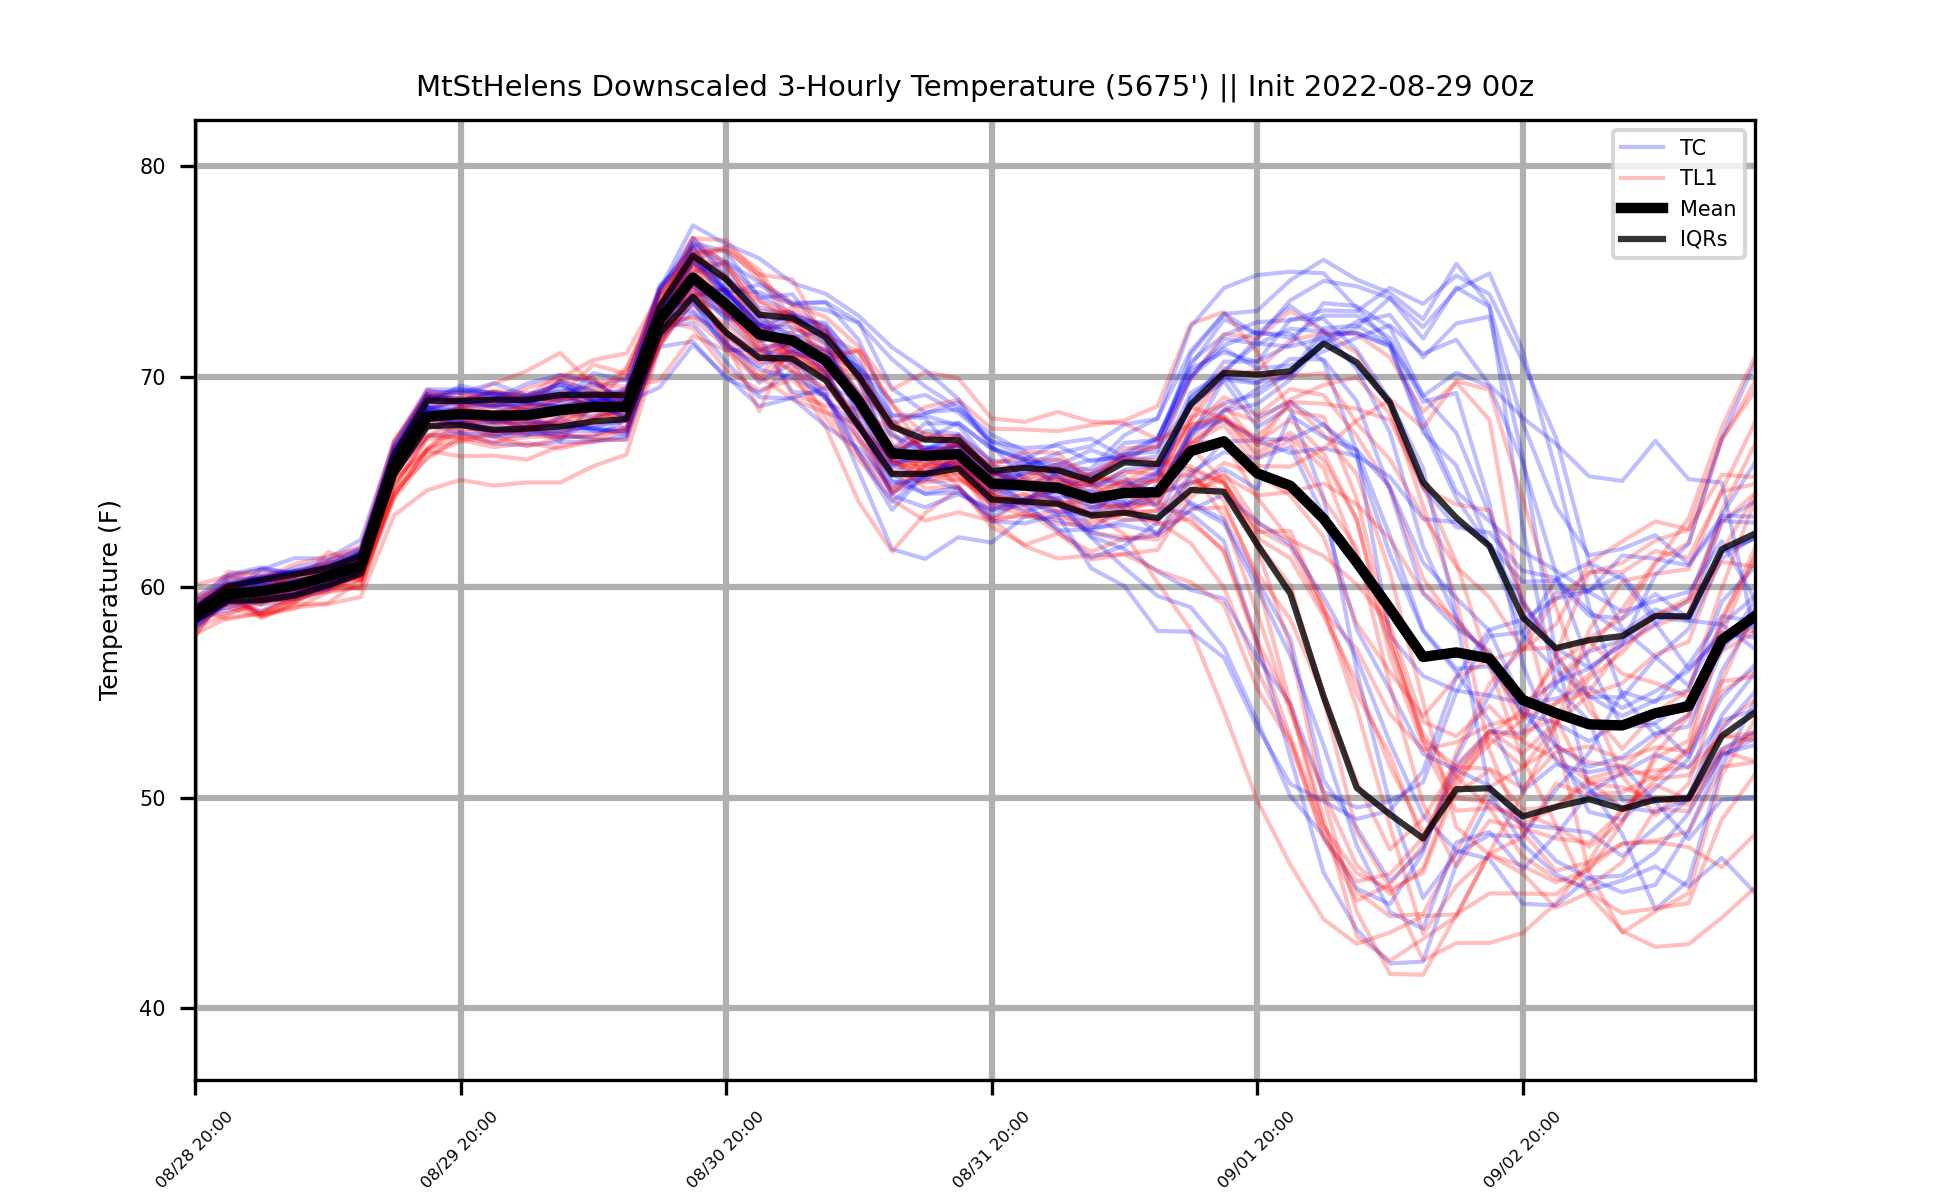 MtStHelens Downscaled 3-Hourly Temperature (5675') || Init 2022-08-29 00z
TC
TL1
Mean
IQRs
Temperature (F)
80
70
60
50
40
08/28 20:00
08/29 20:00
08/30 20:00
08/31 20:00
09/01 20:00
09/02 20:00